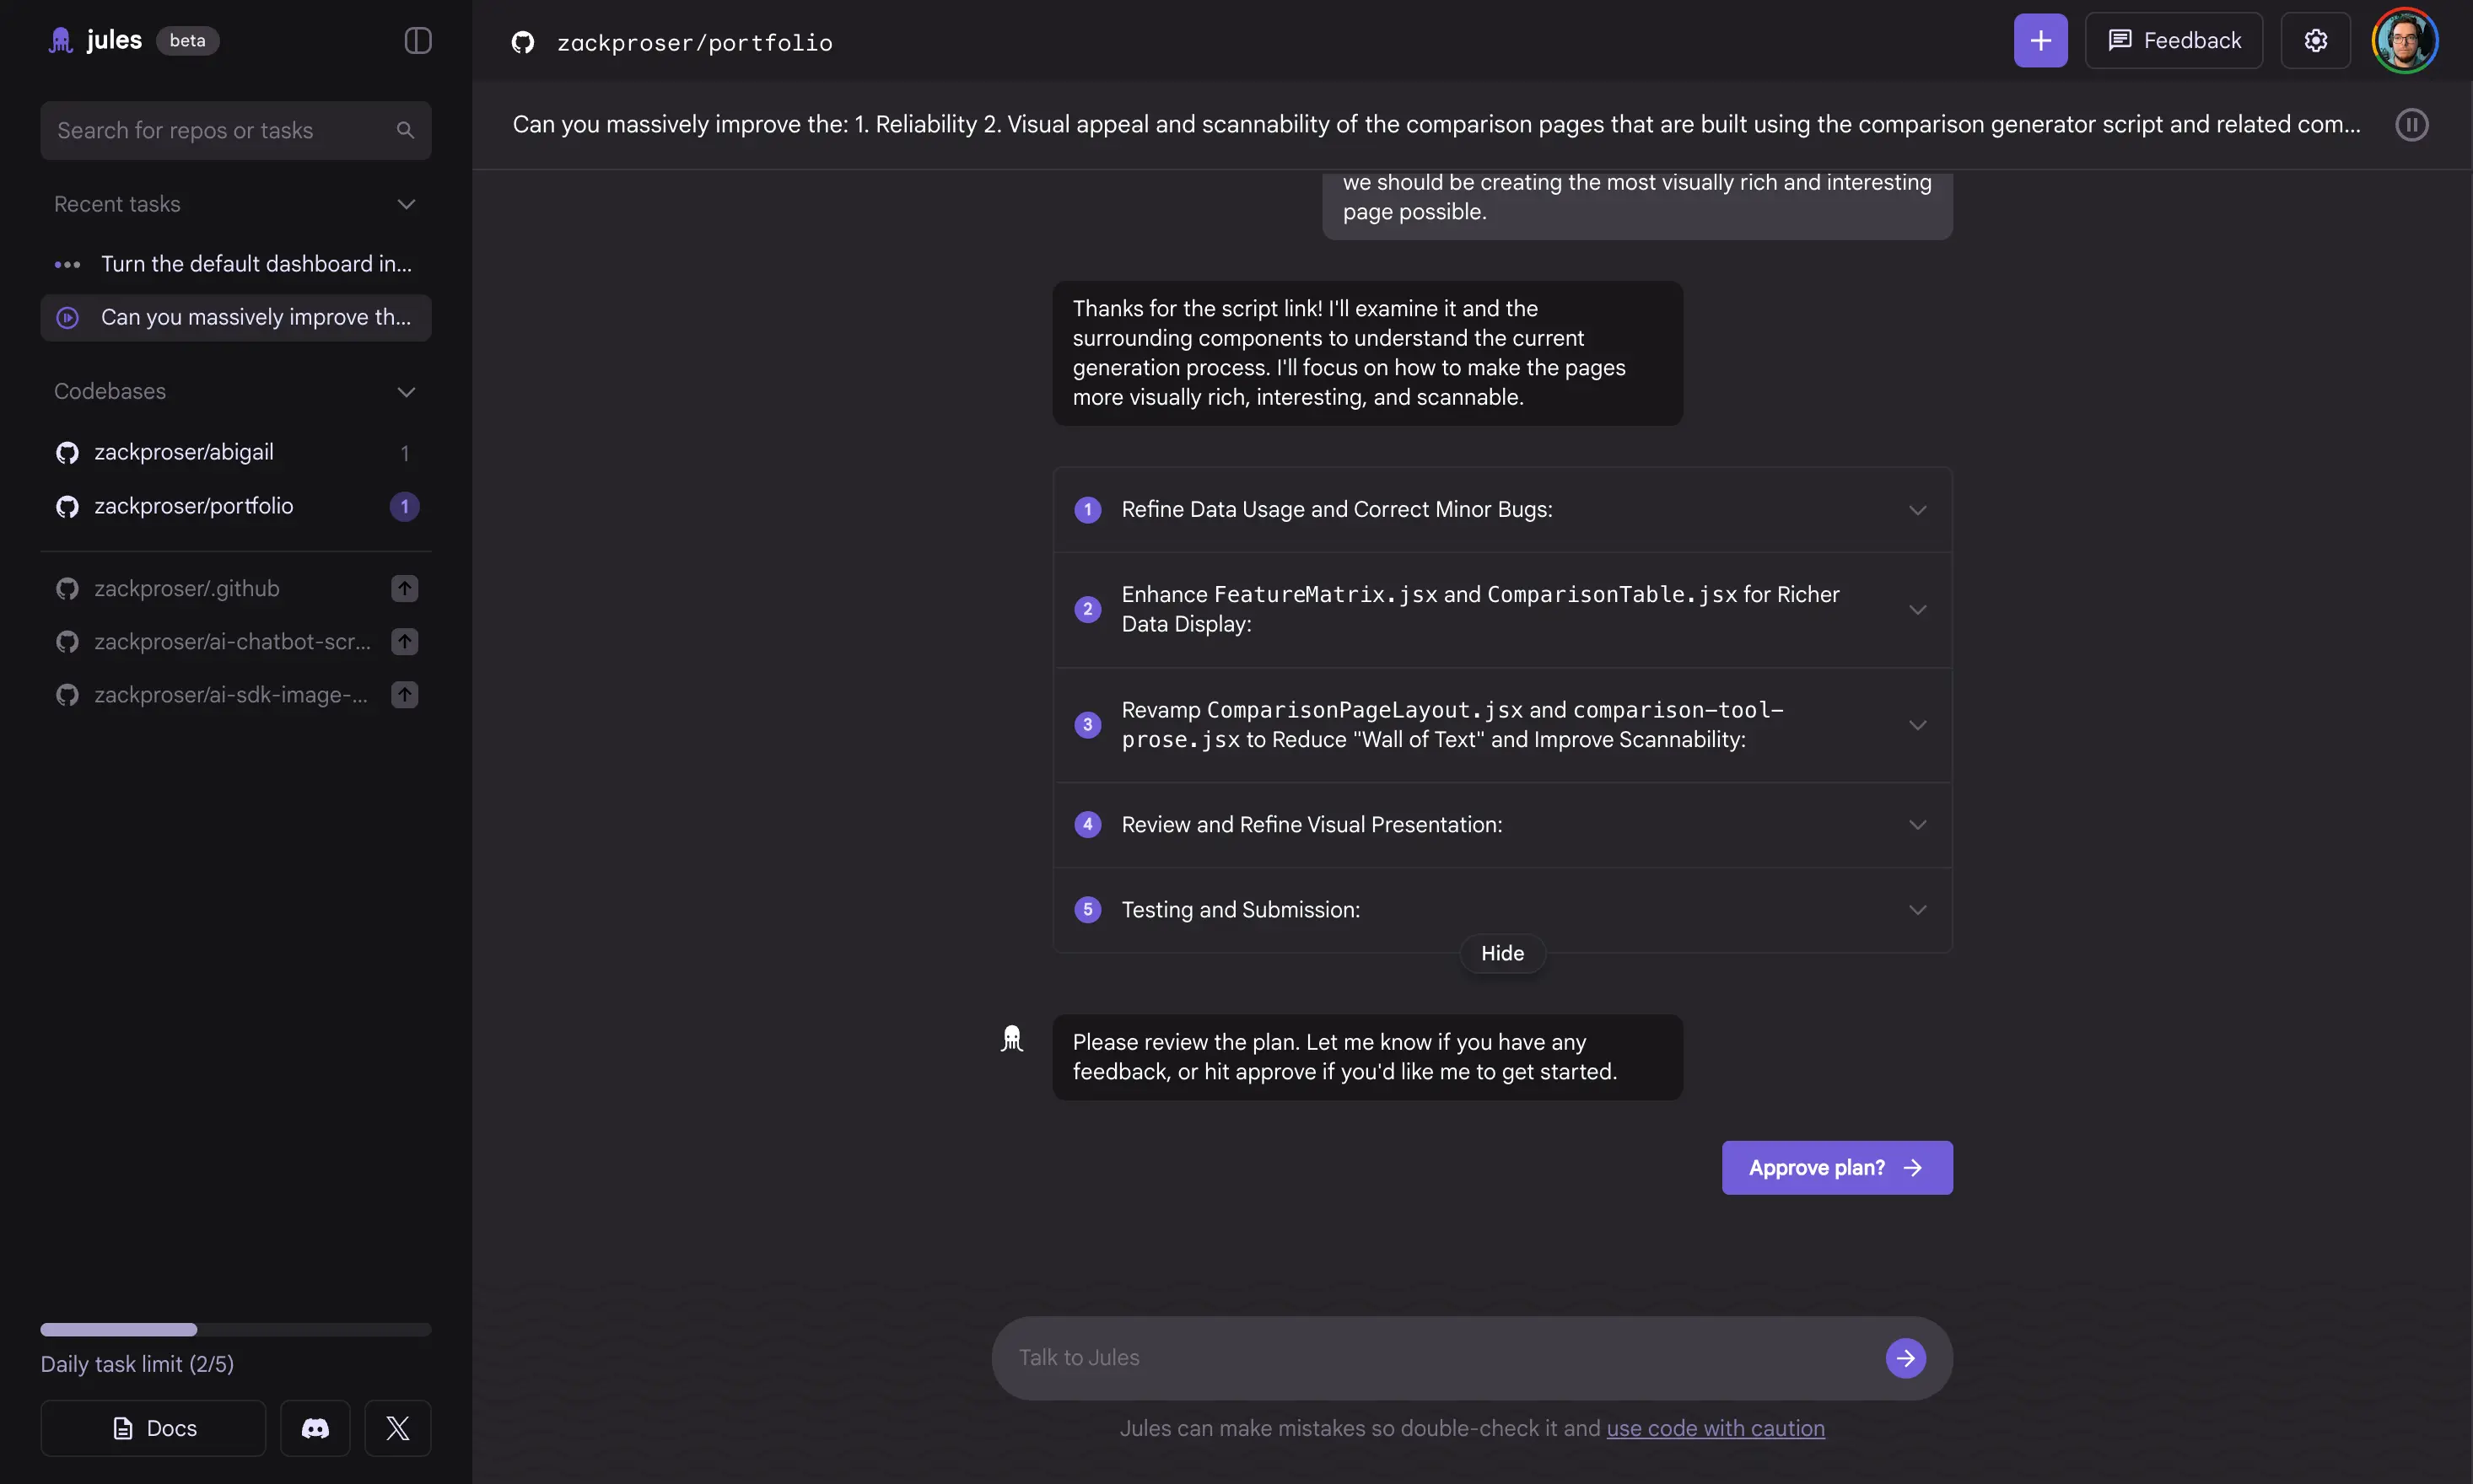 jules beta
Search for repos or tasks
Recent tasks
Turn the default dashboard in...
Can you massively improve th...
Codebases
zackproser/abigail 1
zackproser/portfolio 1
zackproser/.github
zackproser/ai-chatbot-scr...
zackproser/ai-sdk-image-...
Daily task limit (2/5)
Docs
zackproser/portfolio
Feedback
Can you massively improve the: 1. Reliability 2. Visual appeal and scannability of the comparison pages that are built using the comparison generator script and related com...
we should be creating the most visually rich and interesting
page possible.
Thanks for the script link! I'll examine it and the
surrounding components to understand the current
generation process. I'll focus on how to make the pages
more visually rich, interesting, and scannable.
1 Refine Data Usage and Correct Minor Bugs:
2 Enhance FeatureMatrix.jsx and ComparisonTable.jsx for Richer
Data Display:
3 Revamp ComparisonPageLayout.jsx and comparison-tool-
prose.jsx to Reduce "Wall of Text" and Improve Scannability:
4 Review and Refine Visual Presentation:
5 Testing and Submission:
Hide
Please review the plan. Let me know if you have any
feedback, or hit approve if you'd like me to get started.
Approve plan?
Talk to Jules
Jules can make mistakes so double-check it and use code with caution